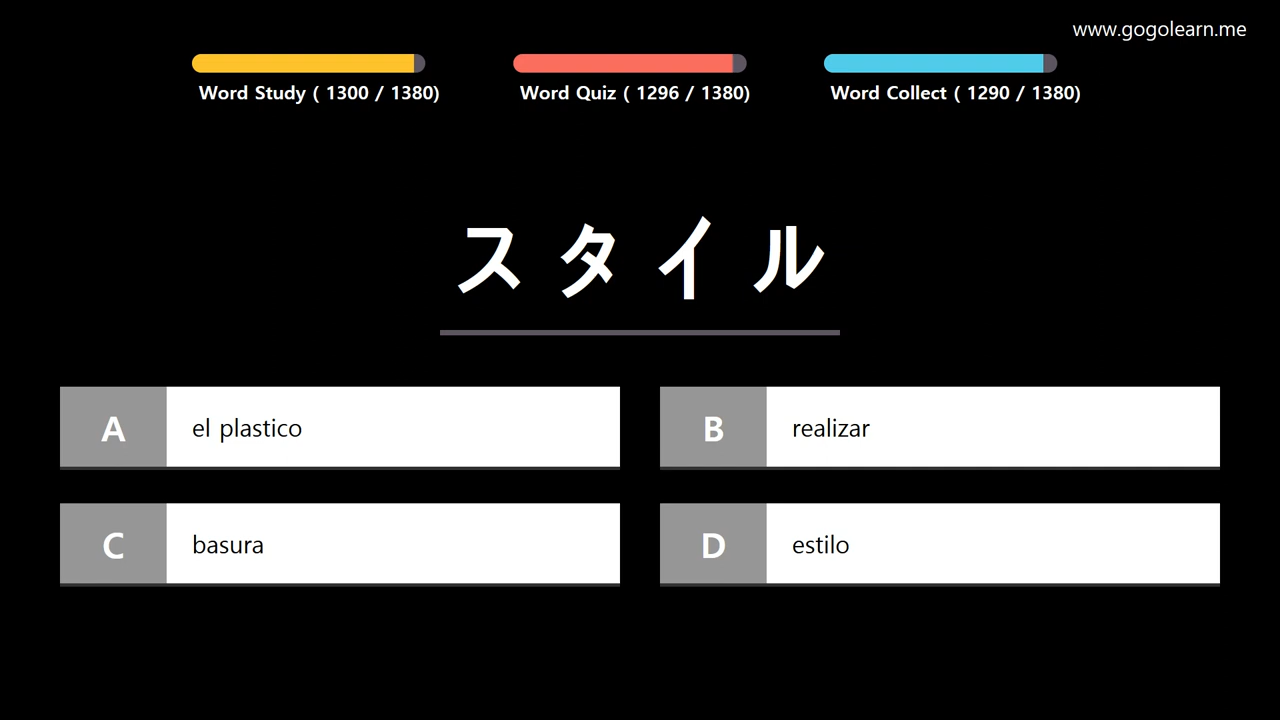 www.gogolearn.me
Word Study ( 1300 / 1380)
Word Quiz ( 1296 / 1380)
Word Collect ( 1290 / 1380)
スタイル
A el plastico
B realizar
C basura
D estilo